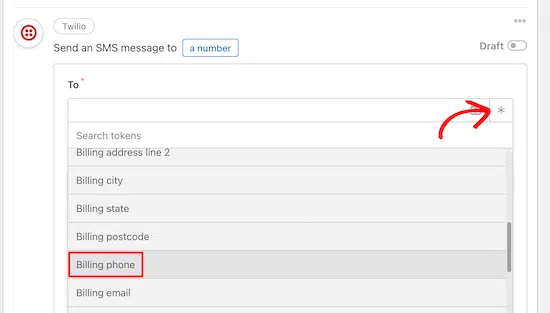 Twilio
Send an SMS message to a number
Draft
To *
Search tokens
Billing address line 2
Billing city
Billing state
Billing postcode
Billing phone
Billing email